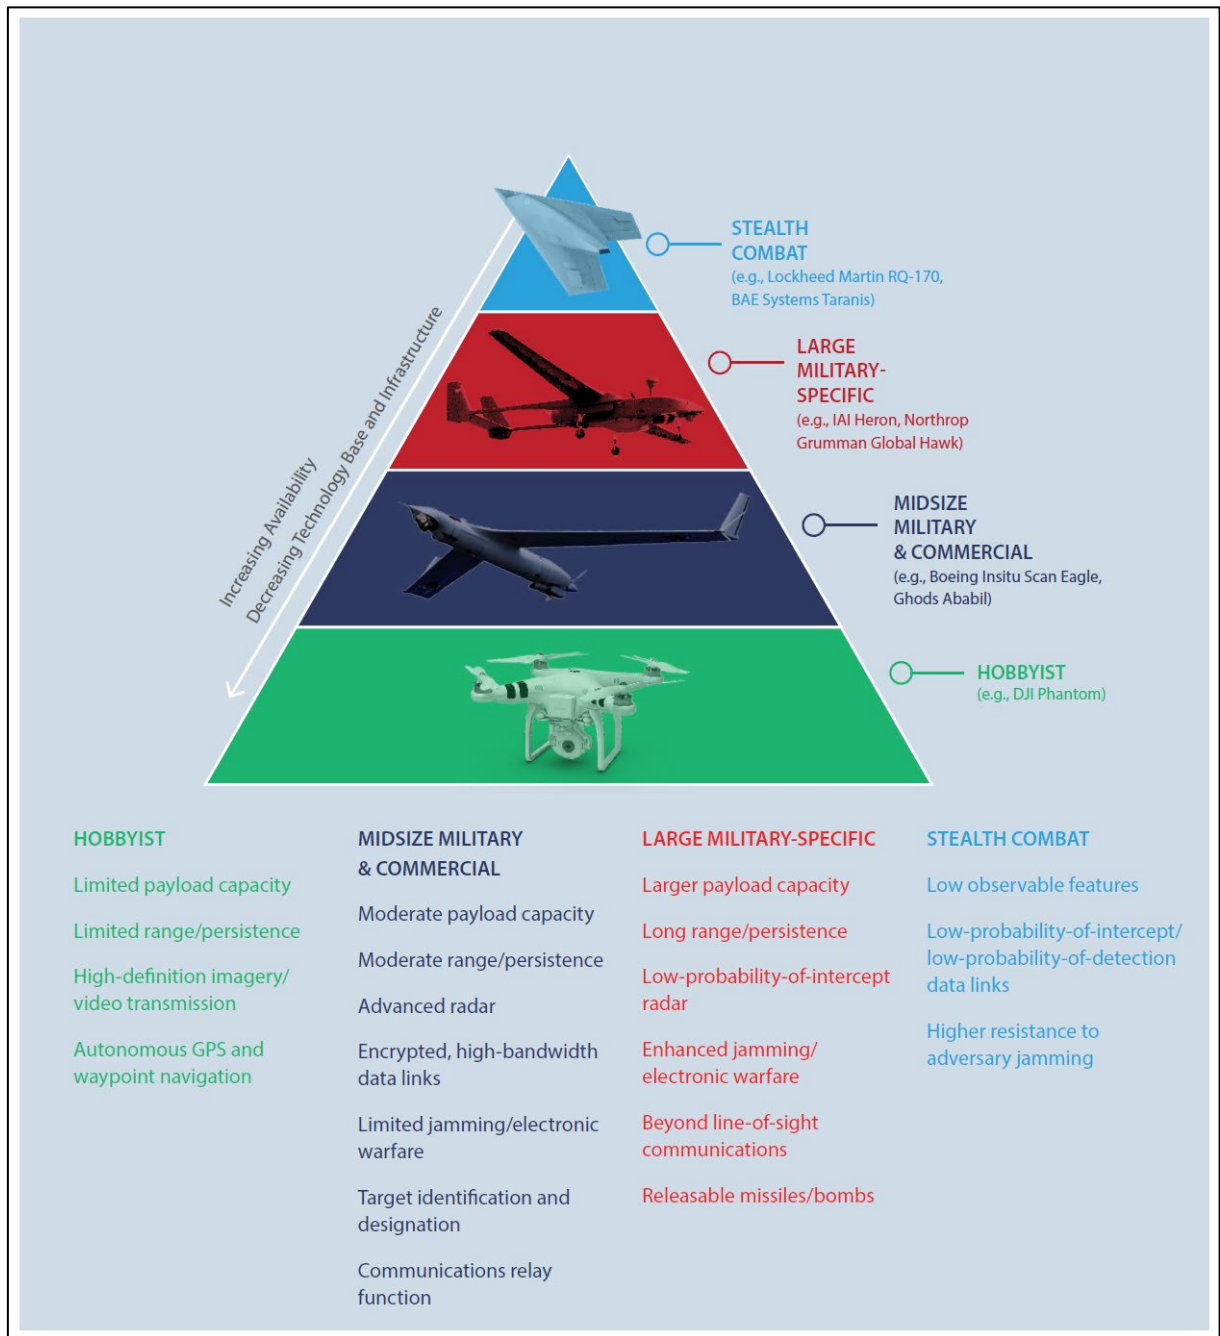 STEALTH
COMBAT
(e.g., Lockheed Martin RQ-170,
BAE Systems Taranis)
LARGE
MILITARY-
SPECIFIC
(e.g., IAI Heron, Northrop
Grumman Global Hawk)
MIDSIZE
MILITARY
& COMMERCIAL
(e.g., Boeing Insitu Scan Eagle,
Ghods Ababil)
HOBBYIST
(e.g., DJI Phantom)
Increasing Availability
Decreasing Technology Base and Infrastructure
HOBBYIST
Limited payload capacity
Limited range/persistence
High-definition imagery/
video transmission
Autonomous GPS and
waypoint navigation
MIDSIZE MILITARY
& COMMERCIAL
Moderate payload capacity
Moderate range/persistence
Advanced radar
Encrypted, high-bandwidth
data links
Limited jamming/electronic
warfare
Target identification and
designation
Communications relay
function
LARGE MILITARY-SPECIFIC
Larger payload capacity
Long range/persistence
Low-probability-of-intercept
radar
Enhanced jamming/
electronic warfare
Beyond line-of-sight
communications
Releasable missiles/bombs
STEALTH COMBAT
Low observable features
Low-probability-of-intercept/
low-probability-of-detection
data links
Higher resistance to
adversary jamming